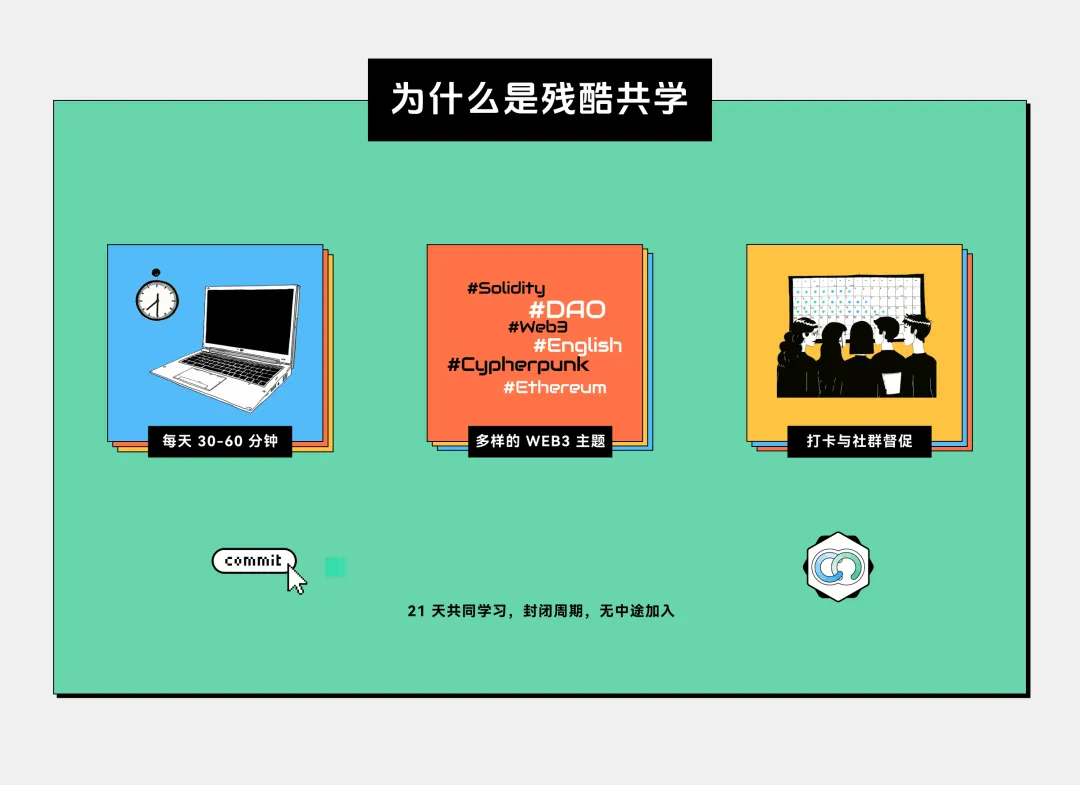 为什么是残酷共学
#Solidity
#DAO
#Web3
#English
#Cypherpunk
#Ethereum
每天 30-60 分钟
多样的 WEB3 主题
打卡与社群督促
commit
21 天共同学习，封闭周期，无中途加入